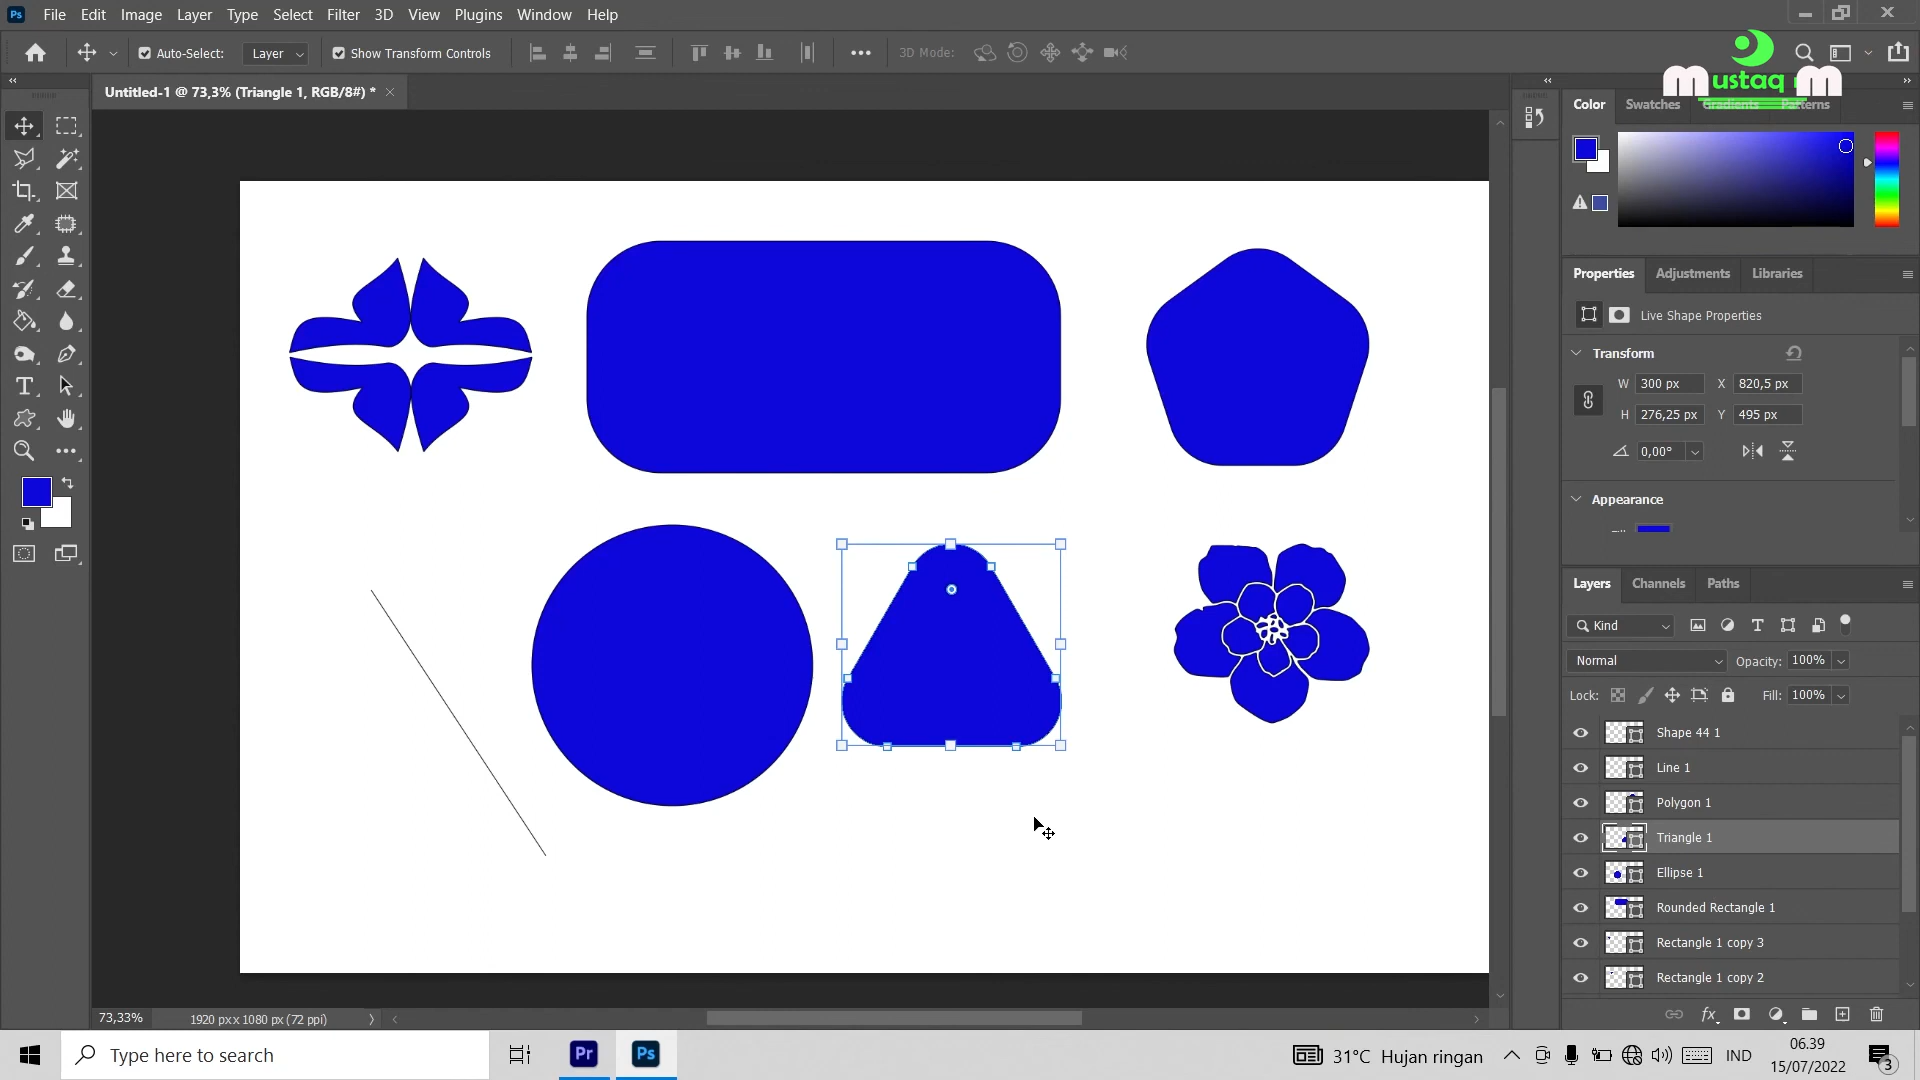 File Edit Image Layer Type Select Filter 3D View Plugins Window Help
Auto-Select: Layer Show Transform Controls 3D Mode:
mustaq m
Untitled-1 @ 73,3% (Triangle 1, RGB/8#) *
Color Swatches Gradients Patterns
Properties Adjustments Libraries
Live Shape Properties
Transform
W 300 px X 820,5 px
H 276,25 px Y 495 px
0,00°
Appearance
Layers Channels Paths
Kind
Normal Opacity: 100%
Lock: Fill: 100%
Shape 44 1
Line 1
Polygon 1
Triangle 1
Ellipse 1
Rounded Rectangle 1
Rectangle 1 copy 3
Rectangle 1 copy 2
73,33% 1920 px x 1080 px (72 ppi)
Type here to search
Pr Ps
31°C Hujan ringan
IND
06.39
15/07/2022
3